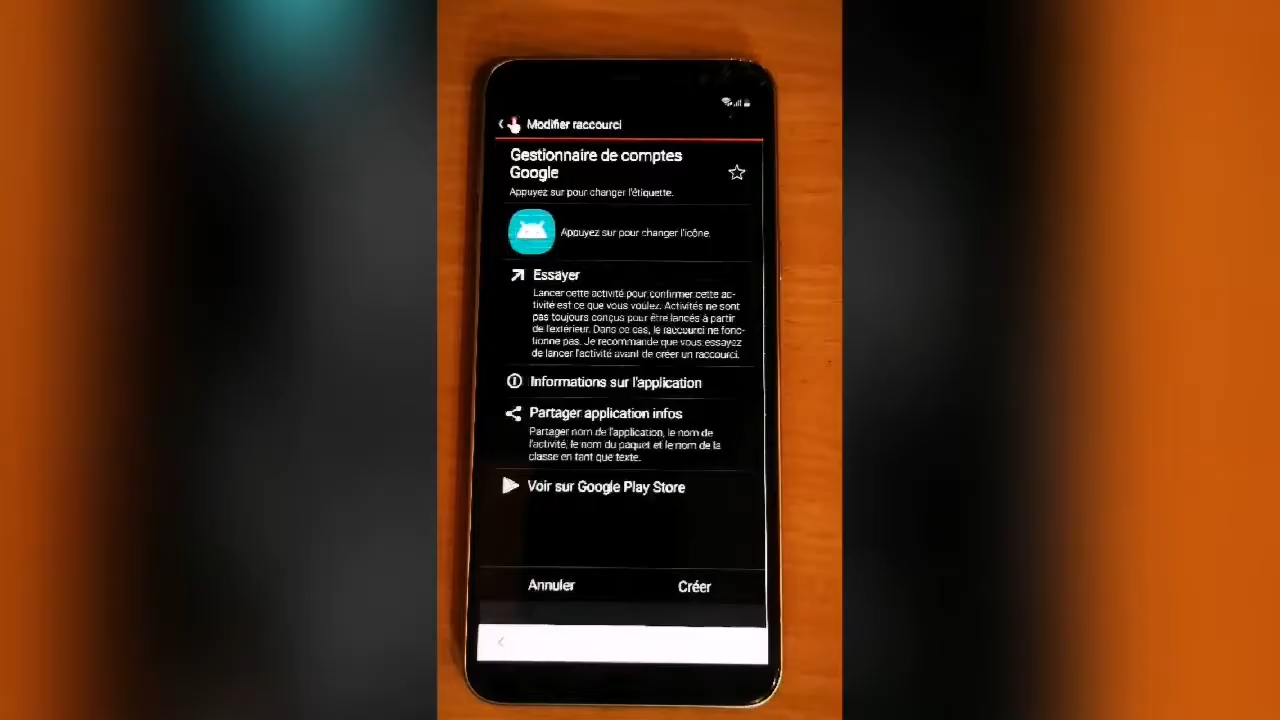 Modifier raccourci
Gestionnaire de comptes
Google
Appuyez sur pour changer l'étiquette.
Appuyez sur pour changer l'icône.
Essayer
Lancer cette activité pour confirmer cette ac-
tivité est ce que vous voulez. Activités ne sont
pas toujours conçus pour être lancés à partir
de l'extérieur. Dans ce cas, le raccourci ne fonc-
tionne pas. Je recommande que vous essayez
de lancer l'activité avant de créer un raccourci.
Informations sur l'application
Partager application infos
Partager nom de l'application, le nom de
l'activité, le nom du paquet et le nom de la
classe en tant que texte.
Voir sur Google Play Store
Annuler Créer